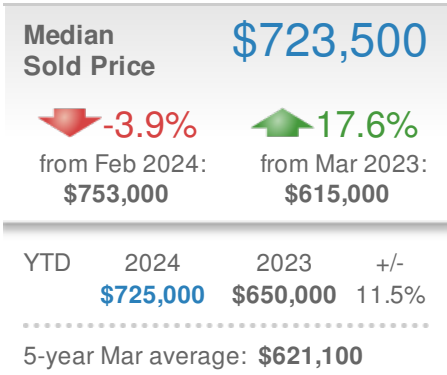 Median
Sold Price
$723,500
-3.9%
from Feb 2024:
$753,000
17.6%
from Mar 2023:
$615,000
YTD 2024 2023 +/-
$725,000 $650,000 11.5%
5-year Mar average: $621,100